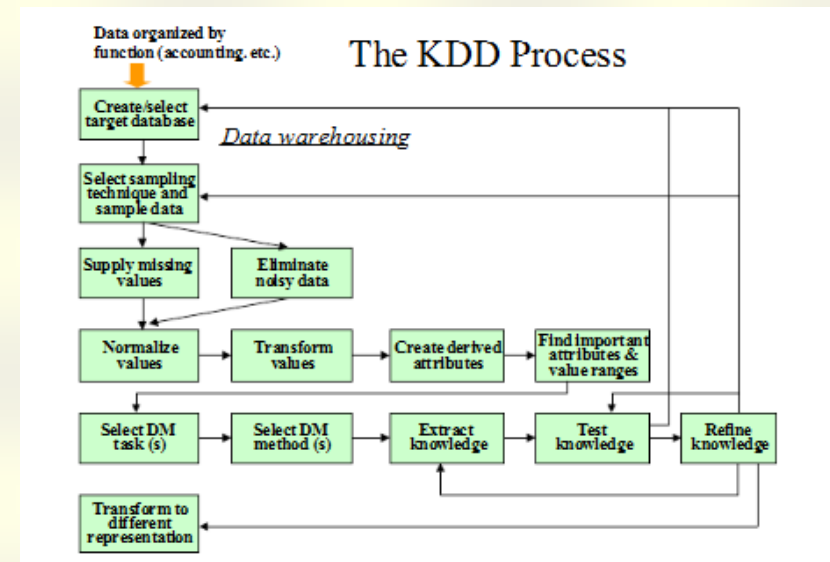 Data organized by
function (accounting. etc.)
The KDD Process
Create/select
target database
Data warehousing
Select sampling
technique and
sample data
Supply missing
values
Eliminate
noisy data
Normalize
values
Transform
values
Create derived
attributes
Find important
attributes &
value ranges
Select DM
task (s)
Select DM
method (s)
Extract
knowledge
Test
knowledge
Refine
knowledge
Transform to
different
representation